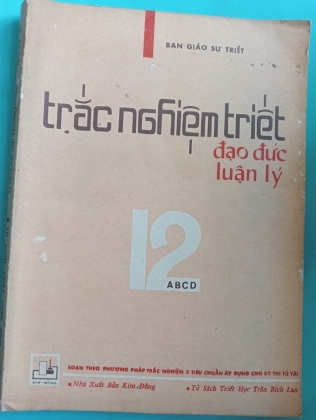 BAN GIÁO SƯ TRIẾT
trắc nghiệm triết
đạo đức
luận lý
12
ABCD
SOẠN THEO PHƯƠNG PHÁP TRẮC NGHIỆM 5 TIÊU CHUẨN ÁP DỤNG CHO KỲ THI TÚ TÀI
Nhà Xuất Bản Kim-Đồng
Tủ Sách Triết Học Trần Bích Lan